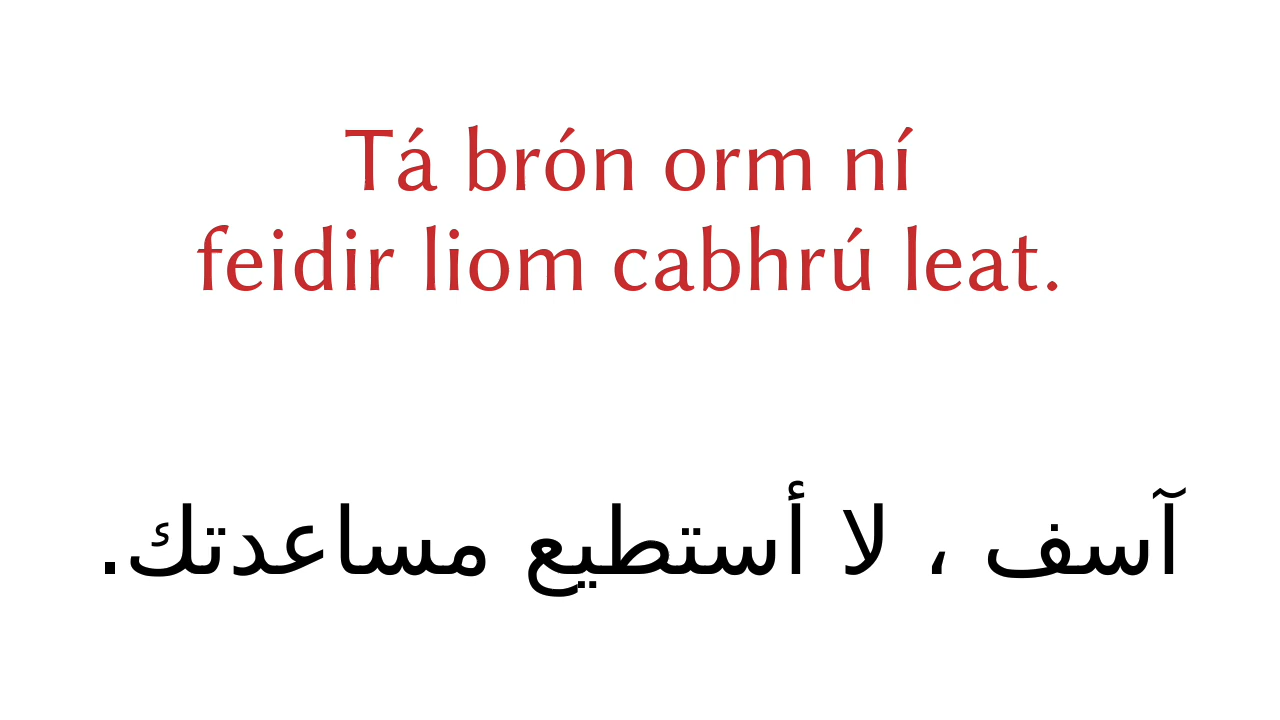 Tá brón orm ní
feidir liom cabhrú leat.
آسف ، لا أستطيع مساعدتك.